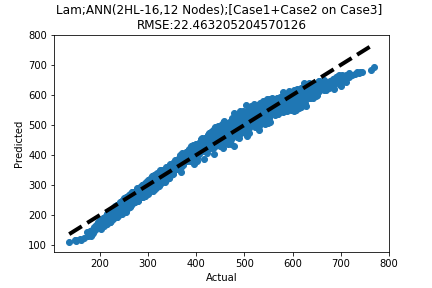 Lam;ANN(2HL-16,12 Nodes);[Case1+Case2 on Case3]
RMSE:22.463205204570126
800
700
600
500
400
300
200
100
Predicted
200 300 400 500 600 700 800
Actual